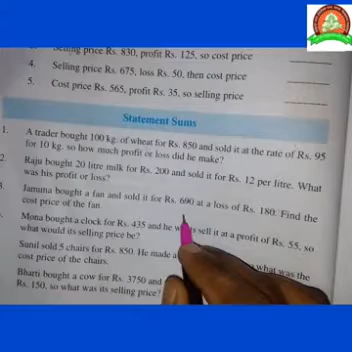 Selling price Rs. 830, profit Rs. 125, so cost price
4. Selling price Rs. 675, loss Rs. 50, then cost price
5. Cost price Rs. 565, profit Rs. 35, so selling price
Statement Sums
1. A trader bought 100 kg. of wheat for Rs. 850 and sold it at the rate of Rs. 95
for 10 kg. so how much profit or loss did he make?
2. Raju bought 20 litre milk for Rs. 200 and sold it for Rs. 12 per litre. What
was his profit or loss?
3. Jamuna bought a fan and sold it for Rs. 690 at a loss of Rs. 180. Find the
cost price of the fan.
Mona bought a clock for Rs. 435 and he sell it at a profit of Rs. 55, so
what would its selling price be?
Sunil sold 5 chairs for Rs. 850. He made a what was the
cost price of the chairs.
Bharti bought a cow for Rs. 3750 and
Rs. 150, so what was its selling price?